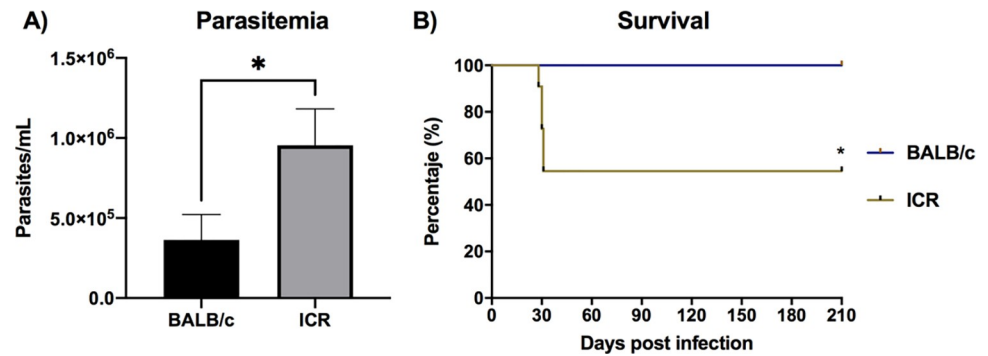 A)
Parasitemia
1.5×10⁶
1.0×10⁶
5.0×10⁵
0.0
Parasites/mL
*
BALB/c
ICR
B)
Survival
100
80
60
40
20
0
Percentaje (%)
*
0 30 60 90 120 150 180 210
Days post infection
BALB/c
ICR